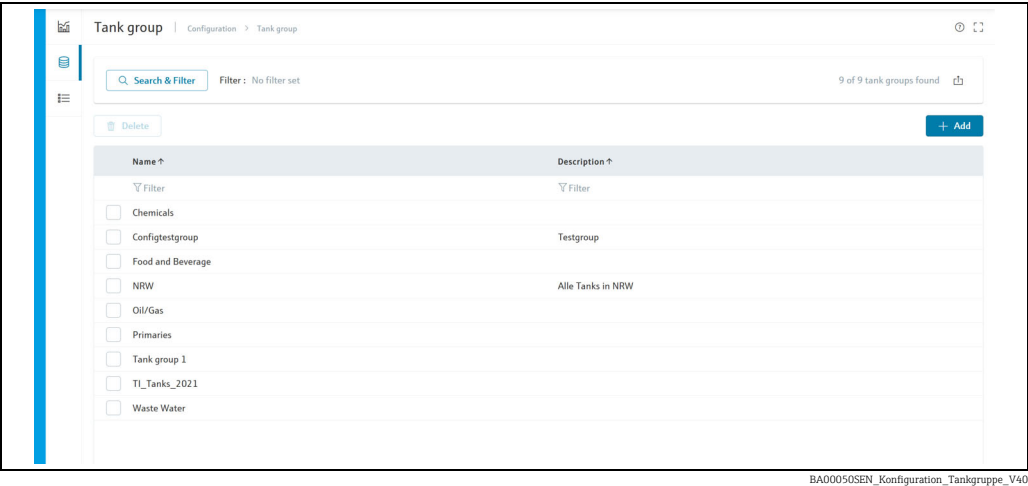 Tank group | Configuration > Tank group
Search & Filter Filter : No filter set 9 of 9 tank groups found
Delete + Add
Name ↑ Description ↑
Filter Filter
Chemicals
Configtestgroup Testgroup
Food and Beverage
NRW Alle Tanks in NRW
Oil/Gas
Primaries
Tank group 1
TI_Tanks_2021
Waste Water
BA00050SEN_Konfiguration_Tankgruppe_V40